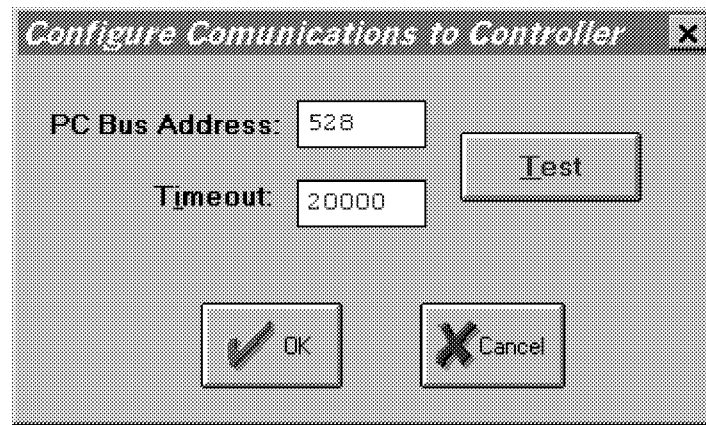 Configure Comunications to Controller
PC Bus Address: 528
Test
Timeout: 20000
OK
Cancel